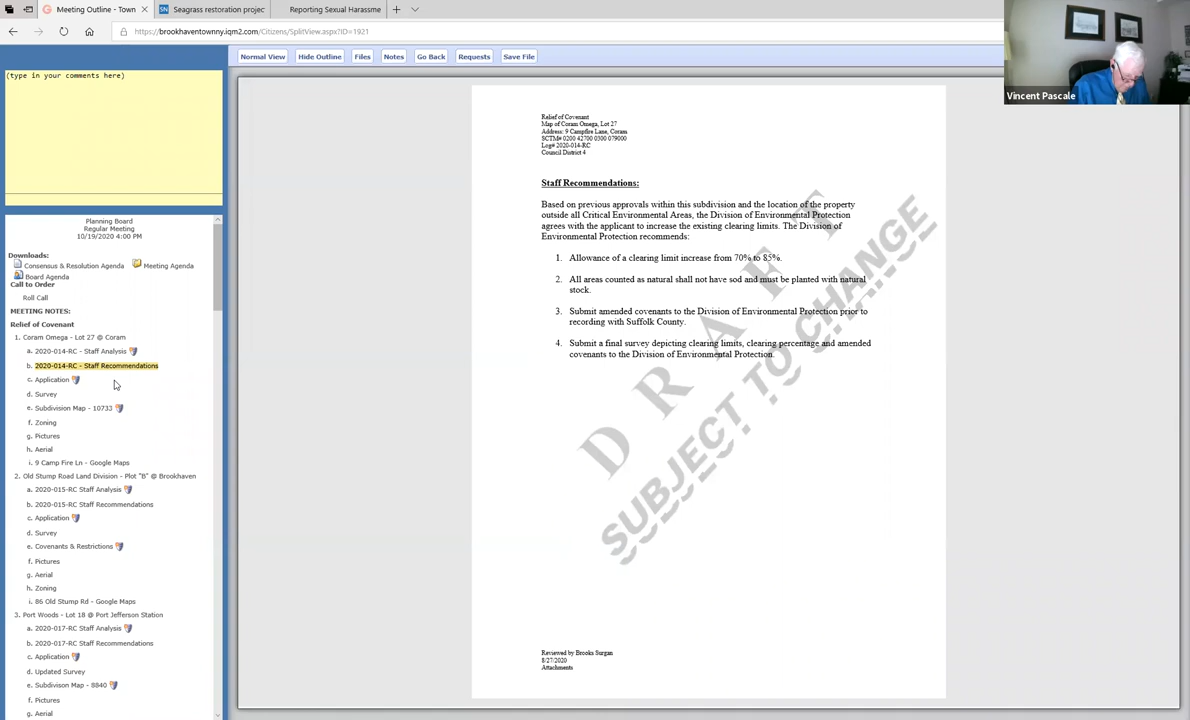 Meeting Outline - Town
Seagrass restoration projec
Reporting Sexual Harassme
https://brookhaventownny.iqm2.com/Citizens/SplitView.aspx?ID=1921
Vincent Pascale
(type in your comments here)
Normal View
Hide Outline
Files
Notes
Go Back
Requests
Save File
Planning Board
Regular Meeting
10/19/2020 4:00 PM
Downloads:
Consensus & Resolution Agenda
Meeting Agenda
Board Agenda
Call to Order
Roll Call
MEETING NOTES:
Relief of Covenant
1. Coram Omega - Lot 27 @ Coram
a. 2020-014-RC - Staff Analysis
b. 2020-014-RC - Staff Recommendations
c. Application
d. Survey
e. Subdivision Map - 10733
f. Zoning
g. Pictures
h. Aerial
i. 9 Camp Fire Ln - Google Maps
2. Old Stump Road Land Division - Plot "B" @ Brookhaven
a. 2020-015-RC Staff Analysis
b. 2020-015-RC Staff Recommendations
c. Application
d. Survey
e. Covenants & Restrictions
f. Pictures
g. Aerial
h. Zoning
i. 86 Old Stump Rd - Google Maps
3. Port Woods - Lot 18 @ Port Jefferson Station
a. 2020-017-RC Staff Analysis
b. 2020-017-RC Staff Recommendations
c. Application
d. Updated Survey
e. Subdivison Map - 8840
f. Pictures
g. Aerial
Relief of Covenant
Map of Coram Omega, Lot 27
Address: 9 Campfire Lane, Coram
SCTM# 0200 42700 0300 079000
Log# 2020-014-RC
Council District 4
Staff Recommendations:
Based on previous approvals within this subdivision and the location of the property
outside all Critical Environmental Areas, the Division of Environmental Protection
agrees with the applicant to increase the existing clearing limits. The Division of
Environmental Protection recommends:
1. Allowance of a clearing limit increase from 70% to 85%.
2. All areas counted as natural shall not have sod and must be planted with natural
stock.
3. Submit amended covenants to the Division of Environmental Protection prior to
recording with Suffolk County.
4. Submit a final survey depicting clearing limits, clearing percentage and amended
covenants to the Division of Environmental Protection.
DRAFT
SUBJECT TO CHANGE
Reviewed by Brooks Surgan
8/27/2020
Attachments